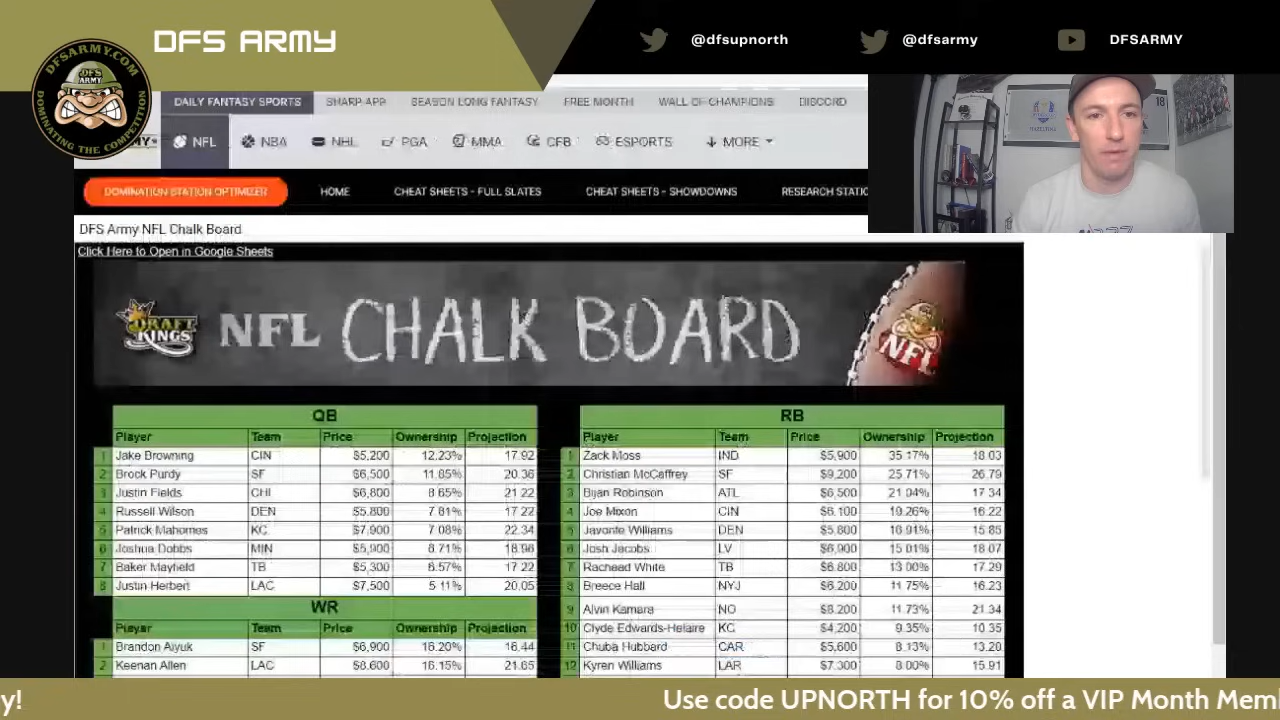 DFS ARMY
@dfsupnorth
@dfsarmy
DFSARMY
DFSARMY.COM
DFS
ARMY
DOMINATING THE COMPETITION
DAILY FANTASY SPORTS SHARP APP SEASON LONG FANTASY FREE MONTH WALL OF CHAMPIONS DISCORD
NFL NBA NHL PGA MMA CFB ESPORTS MORE
DOMINATION STATION OPTIMIZER HOME CHEAT SHEETS - FULL SLATES CHEAT SHEETS - SHOWDOWNS RESEARCH STATIO
DFS Army NFL Chalk Board
Click Here to Open in Google Sheets
DRAFT KINGS NFL CHALK BOARD NFL
QB
Player Team Price Ownership Projection
1 Jake Browning CIN $5,200 12.23% 17.92
2 Brock Purdy SF $6,500 11.85% 20.36
3 Justin Fields CHI $6,800 8.65% 21.22
4 Russell Wilson DEN $5,800 7.81% 17.22
5 Patrick Mahomes KC $7,900 7.08% 22.34
6 Joshua Dobbs MIN $5,900 6.71% 18.96
7 Baker Mayfield TB $5,300 6.57% 17.22
8 Justin Herbert LAC $7,500 5.11% 20.05
WR
Player Team Price Ownership Projection
1 Brandon Aiyuk SF $6,900 16.20% 16.44
2 Keenan Allen LAC $8,600 16.15% 21.65
RB
Player Team Price Ownership Projection
1 Zack Moss IND $5,900 35.17% 18.03
2 Christian McCaffrey SF $9,200 25.71% 26.79
3 Bijan Robinson ATL $6,500 21.04% 17.34
4 Joe Mixon CIN $6,100 19.26% 16.22
5 Javonte Williams DEN $5,800 16.91% 15.85
6 Josh Jacobs LV $6,900 15.01% 18.07
7 Rachaad White TB $6,800 13.00% 17.29
8 Breece Hall NYJ $6,200 11.75% 16.23
9 Alvin Kamara NO $8,200 11.73% 21.34
10 Clyde Edwards-Helaire KC $4,200 9.35% 10.35
11 Chuba Hubbard CAR $5,600 8.13% 13.20
12 Kyren Williams LAR $7,300 8.00% 15.91
y! Use code UPNORTH for 10% off a VIP Month Mem